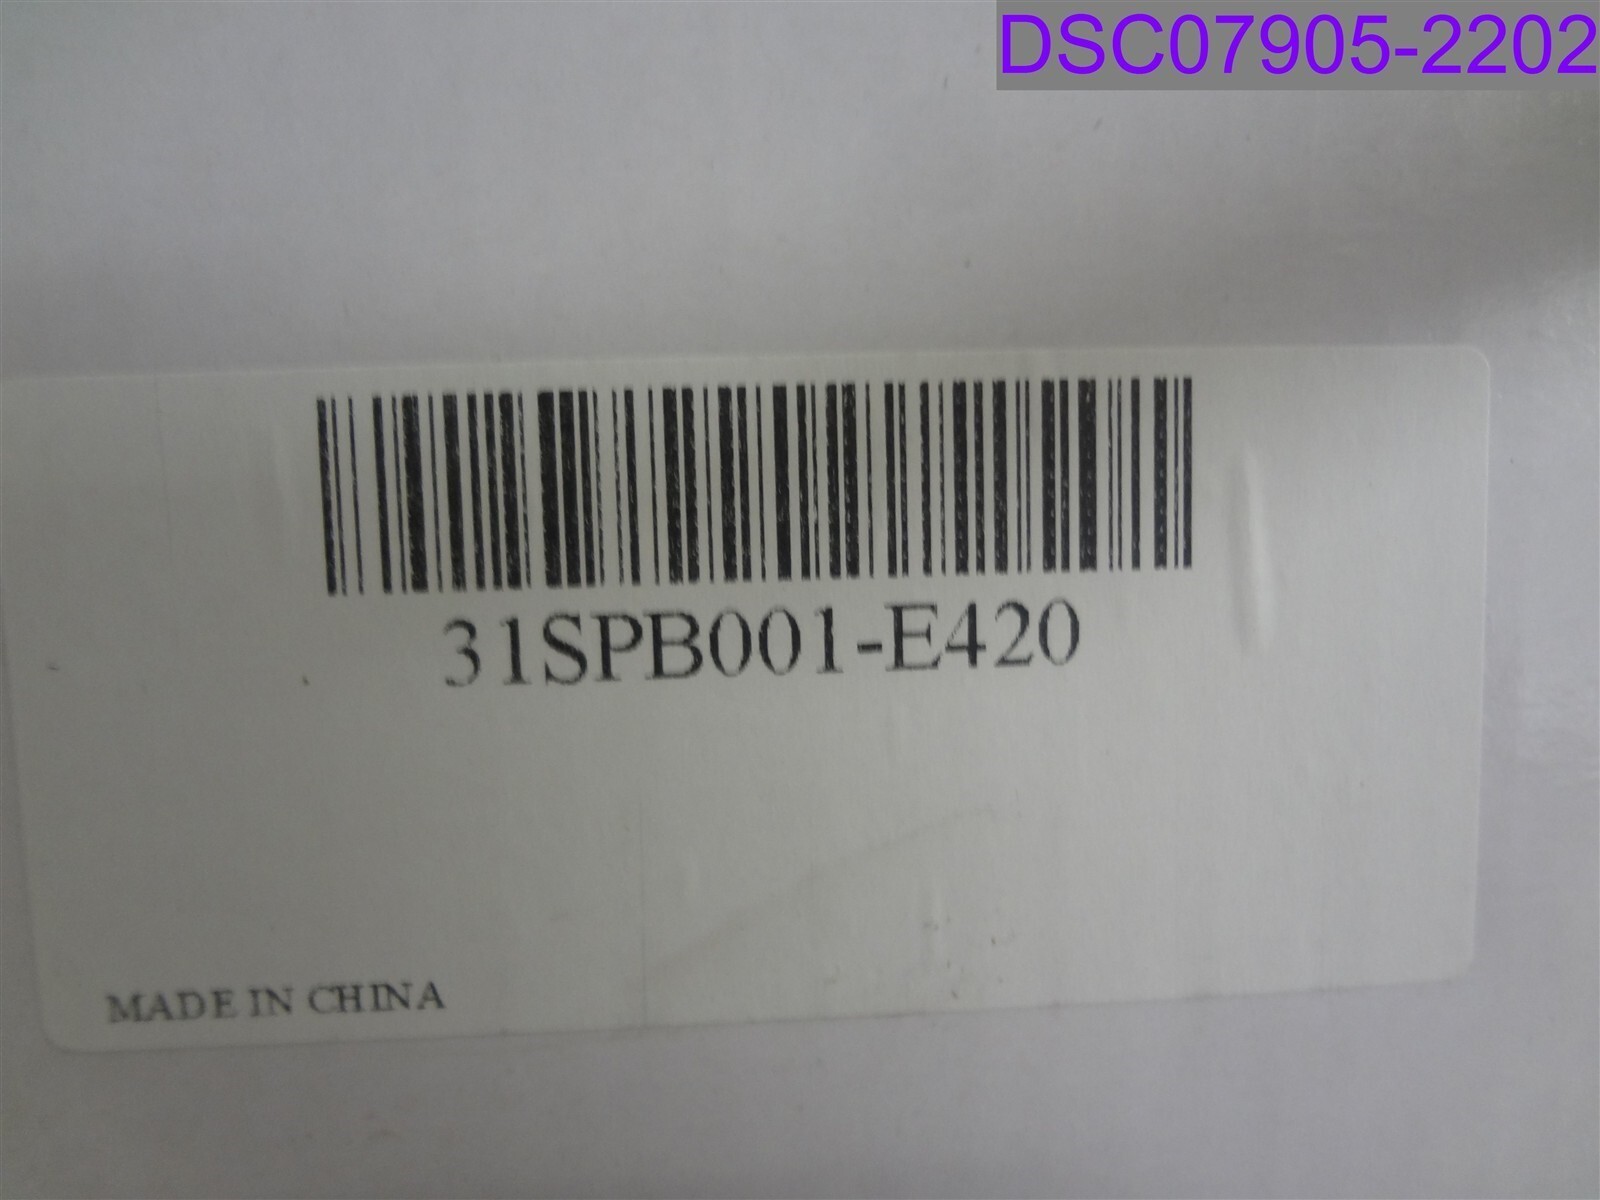 DSC07905-2202
31SPB001-E420
MADE IN CHINA